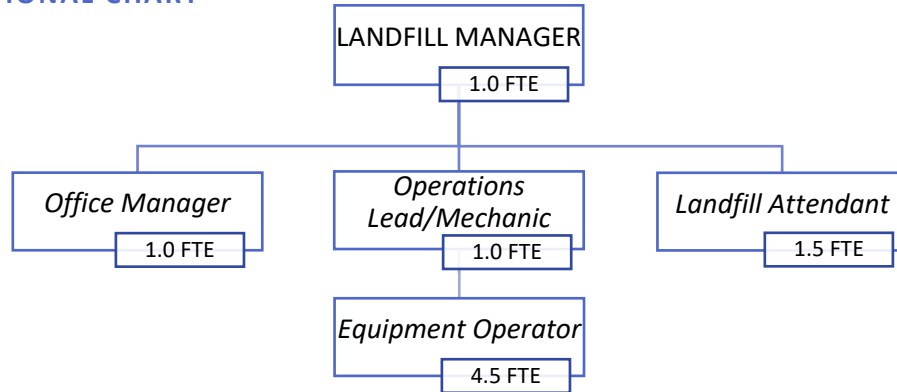 LANDFILL MANAGER
1.0 FTE
Office Manager
1.0 FTE
Operations
Lead/Mechanic
1.0 FTE
Landfill Attendant
1.5 FTE
Equipment Operator
4.5 FTE